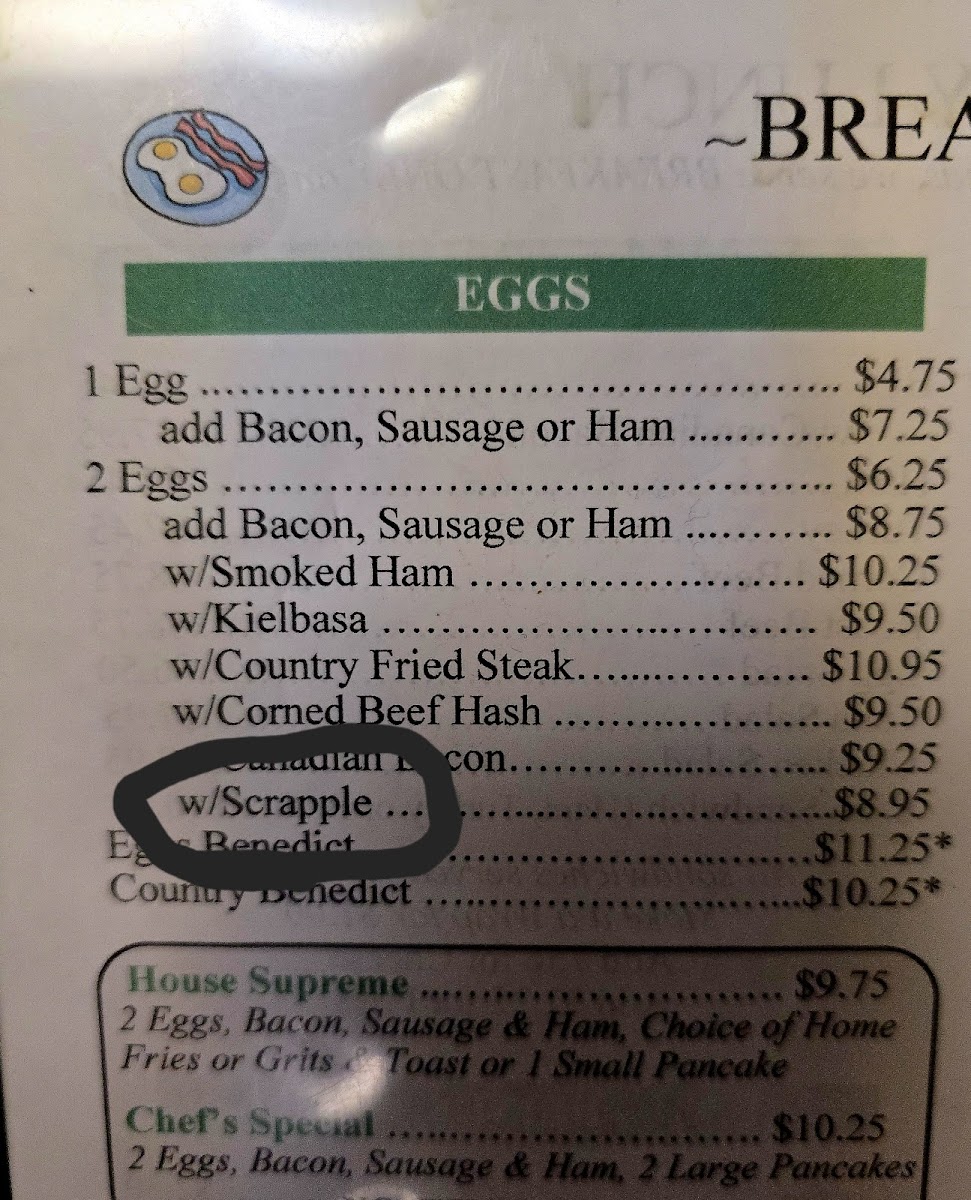 ~BREA
EGGS
1 Egg ........................................ $4.75
add Bacon, Sausage or Ham ........... $7.25
2 Eggs ....................................... $6.25
add Bacon, Sausage or Ham ........... $8.75
w/Smoked Ham ...................... $10.25
w/Kielbasa ............................ $9.50
w/Country Fried Steak............... $10.95
w/Corned Beef Hash .................. $9.50
Canadian Bacon..................... $9.25
w/Scrapple ............................$8.95
Eggs Benedict ........................$11.25*
Country Benedict ........................$10.25*
House Supreme ........................... $9.75
2 Eggs, Bacon, Sausage & Ham, Choice of Home
Fries or Grits & Toast or 1 Small Pancake
Chef's Special ........................... $10.25
2 Eggs, Bacon, Sausage & Ham, 2 Large Pancakes